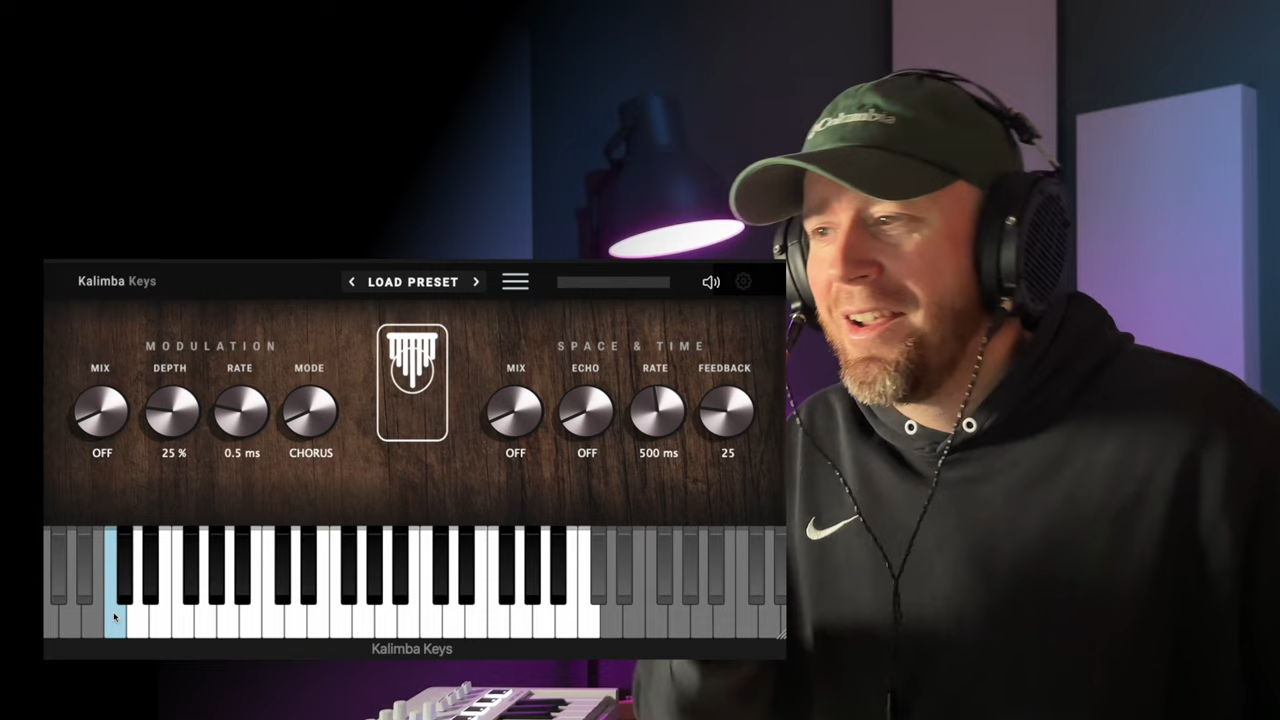 Columbia
Kalimba Keys
LOAD PRESET
MODULATION
SPACE & TIME
MIX DEPTH RATE MODE
MIX ECHO RATE FEEDBACK
OFF 25 % 0.5 ms CHORUS
OFF OFF 500 ms 25
Kalimba Keys